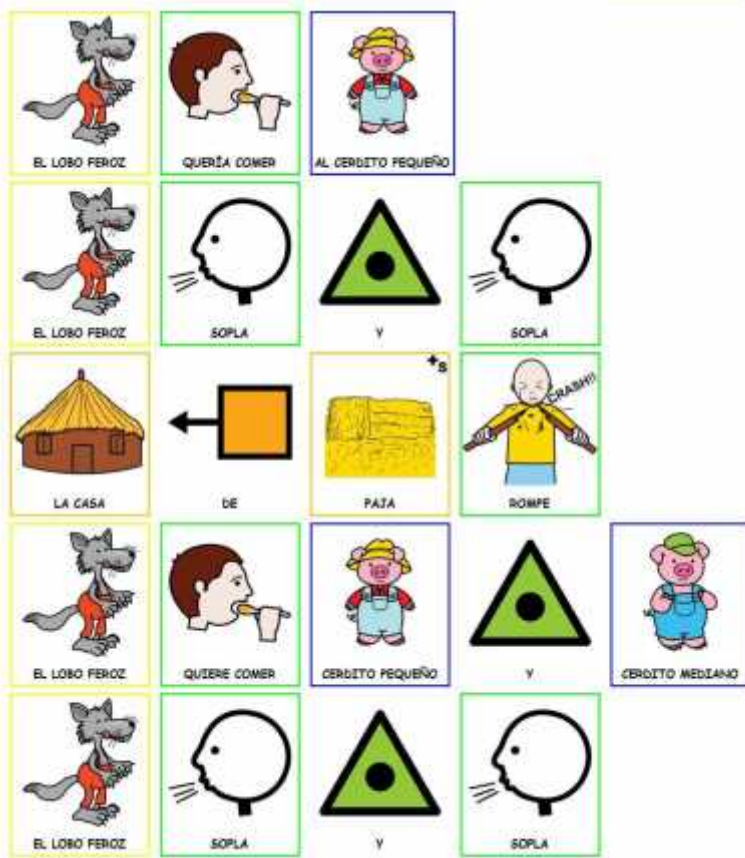 EL LOBO FEROZ QUERÍA COMER AL CERDITO PEQUEÑO
EL LOBO FEROZ SOPLA Y SOPLA
+s
CRASH!!
LA CASA DE PAJA ROMPE
EL LOBO FEROZ QUIERE COMER CERDITO PEQUEÑO Y CERDITO MEDIANO
EL LOBO FEROZ SOPLA Y SOPLA